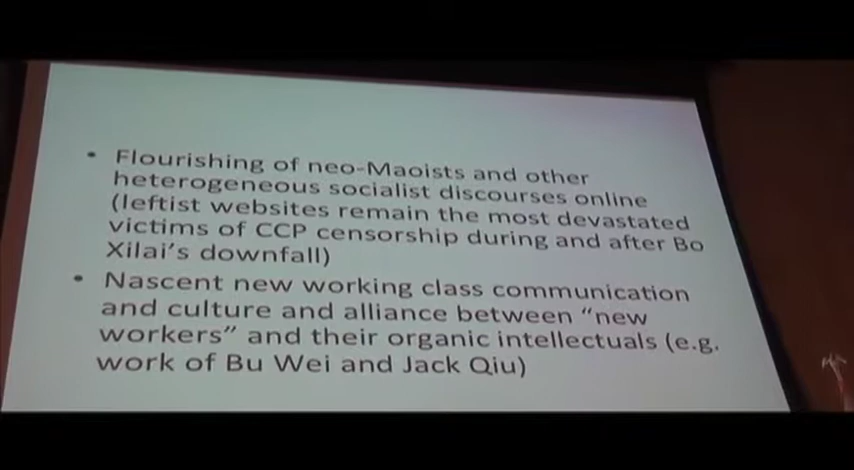 • Flourishing of neo-Maoists and other
heterogeneous socialist discourses online
(leftist websites remain the most devastated
victims of CCP censorship during and after Bo
Xilai's downfall)
• Nascent new working class communication
and culture and alliance between "new
workers" and their organic intellectuals (e.g.
work of Bu Wei and Jack Qiu)